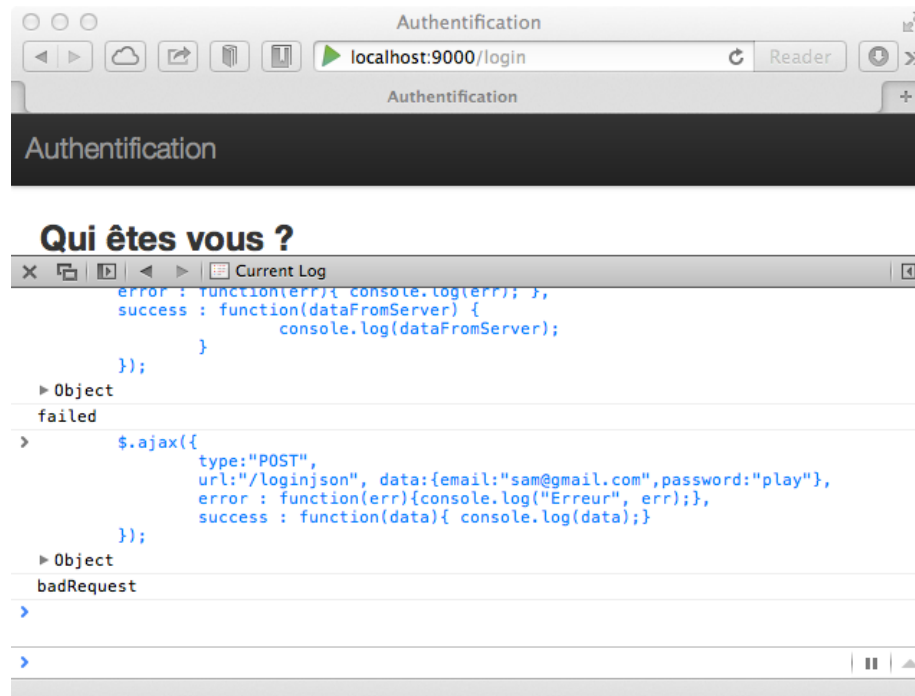 Authentification
localhost:9000/login
Reader
Authentification
Authentification
Qui êtes vous ?
Current Log
error : function(err){ console.log(err); },
success : function(dataFromServer) {
console.log(dataFromServer);
}
});
Object
failed
> $.ajax({
type:"POST",
url:"/loginjson", data:{email:"sam@gmail.com",password:"play"},
error : function(err){console.log("Erreur", err);},
success : function(data){ console.log(data);}
});
Object
badRequest
>
>